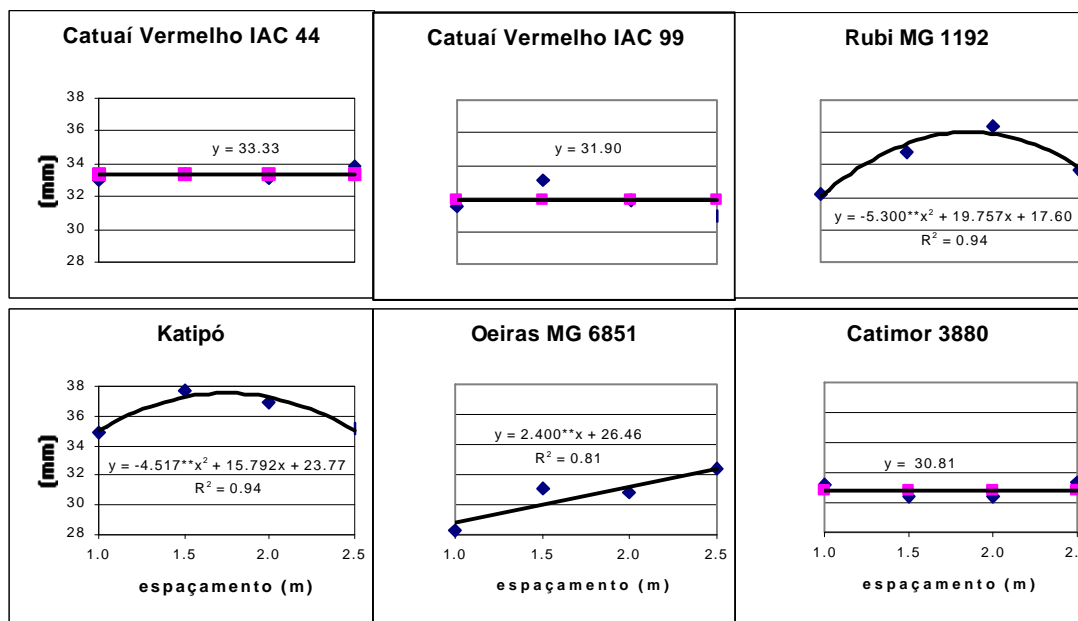 Catuaí Vermelho IAC 44
38
36
34
32
30
28
(mm)
y = 33.33
Catuaí Vermelho IAC 99
y = 31.90
Rubi MG 1192
y = -5.300**x² + 19.757x + 17.60
R² = 0.94
Katipó
38
36
34
32
30
28
(mm)
y = -4.517**x² + 15.792x + 23.77
R² = 0.94
1.0 1.5 2.0 2.5
espaçamento (m)
Oeiras MG 6851
y = 2.400**x + 26.46
R² = 0.81
1.0 1.5 2.0 2.5
espaçamento (m)
Catimor 3880
y = 30.81
1.0 1.5 2.0 2.5
espaçamento (m)